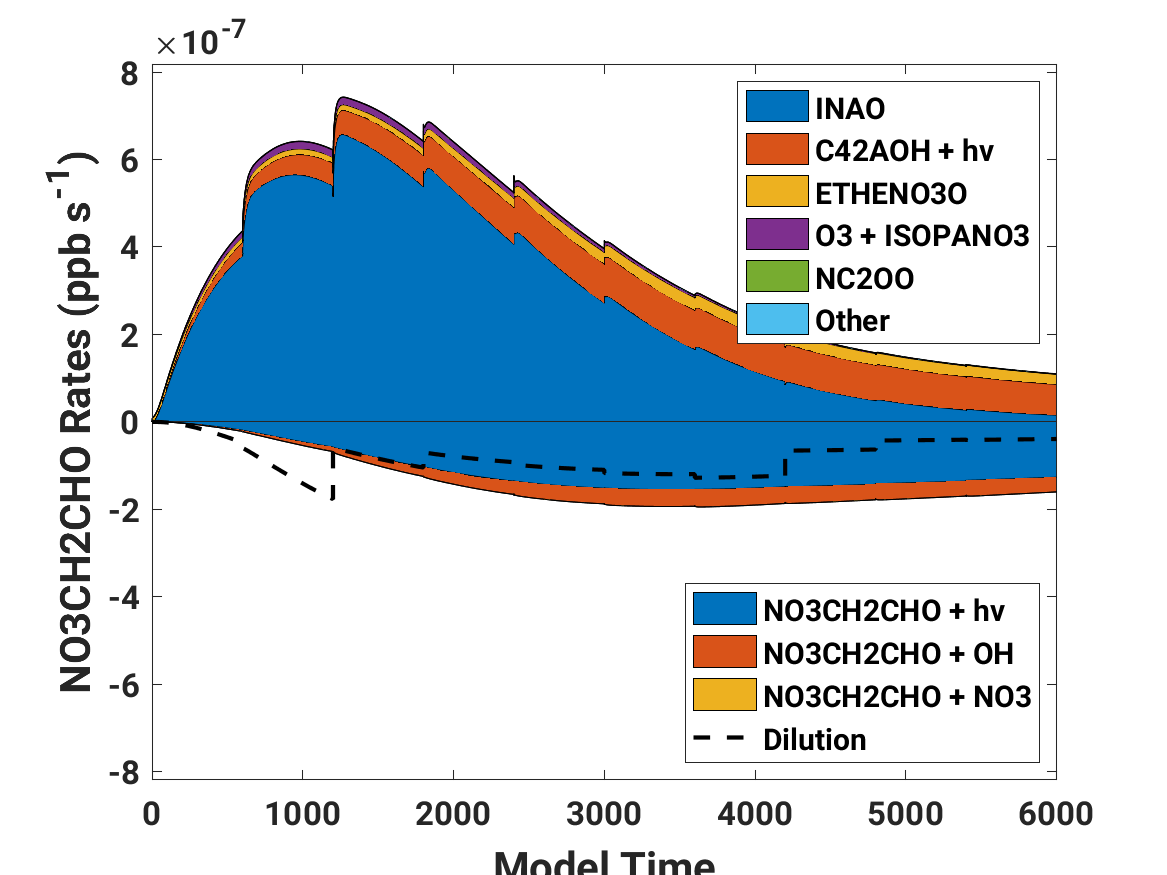 ×10-7
8
6
4
2
0
-2
-4
-6
-8
NO3CH2CHO Rates (ppb s-1)
INAO
C42AOH + hv
ETHENO3O
O3 + ISOPANO3
NC2OO
Other
NO3CH2CHO + hv
NO3CH2CHO + OH
NO3CH2CHO + NO3
Dilution
0 1000 2000 3000 4000 5000 6000
Model Time